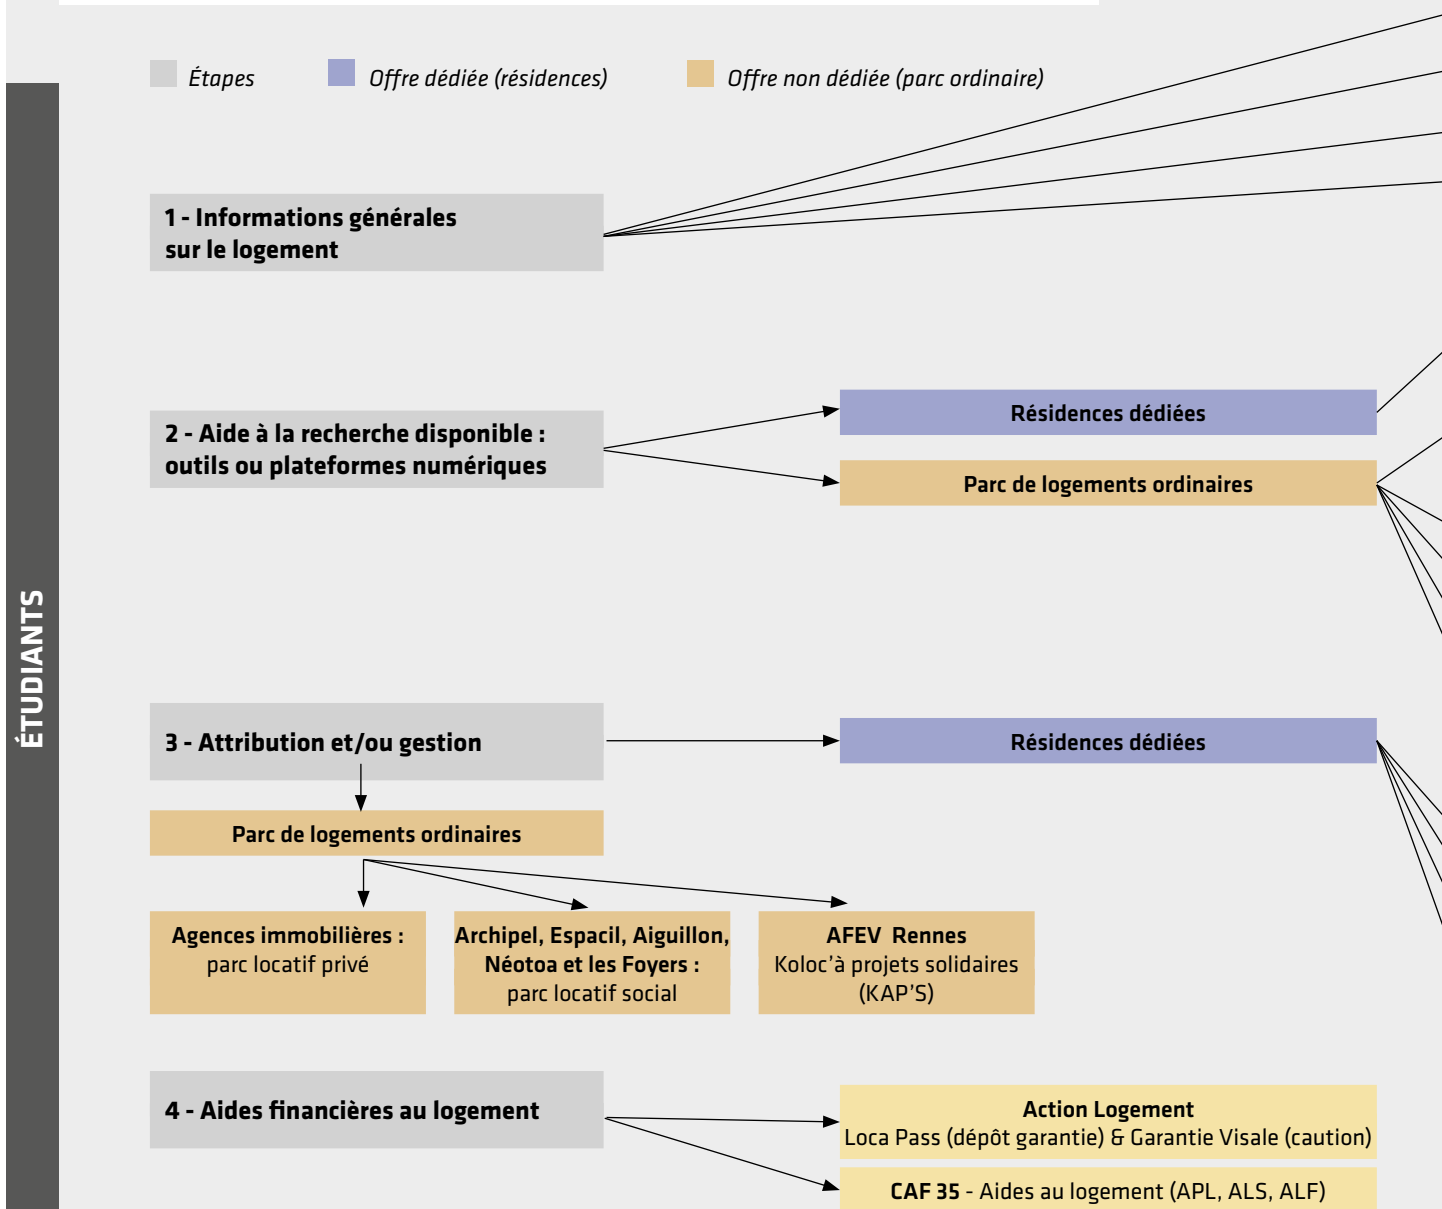 Étapes
Offre dédiée (résidences)
Offre non dédiée (parc ordinaire)
ÉTUDIANTS
1 - Informations générales
sur le logement
2 - Aide à la recherche disponible :
outils ou plateformes numériques
Résidences dédiées
Parc de logements ordinaires
3 - Attribution et/ou gestion
Résidences dédiées
Parc de logements ordinaires
Agences immobilières :
parc locatif privé
Archipel, Espacil, Aiguillon,
Néotoa et les Foyers :
parc locatif social
AFEV Rennes
Koloc’à projets solidaires
(KAP’S)
4 - Aides financières au logement
Action Logement
Loca Pass (dépôt garantie) & Garantie Visale (caution)
CAF 35 - Aides au logement (APL, ALS, ALF)